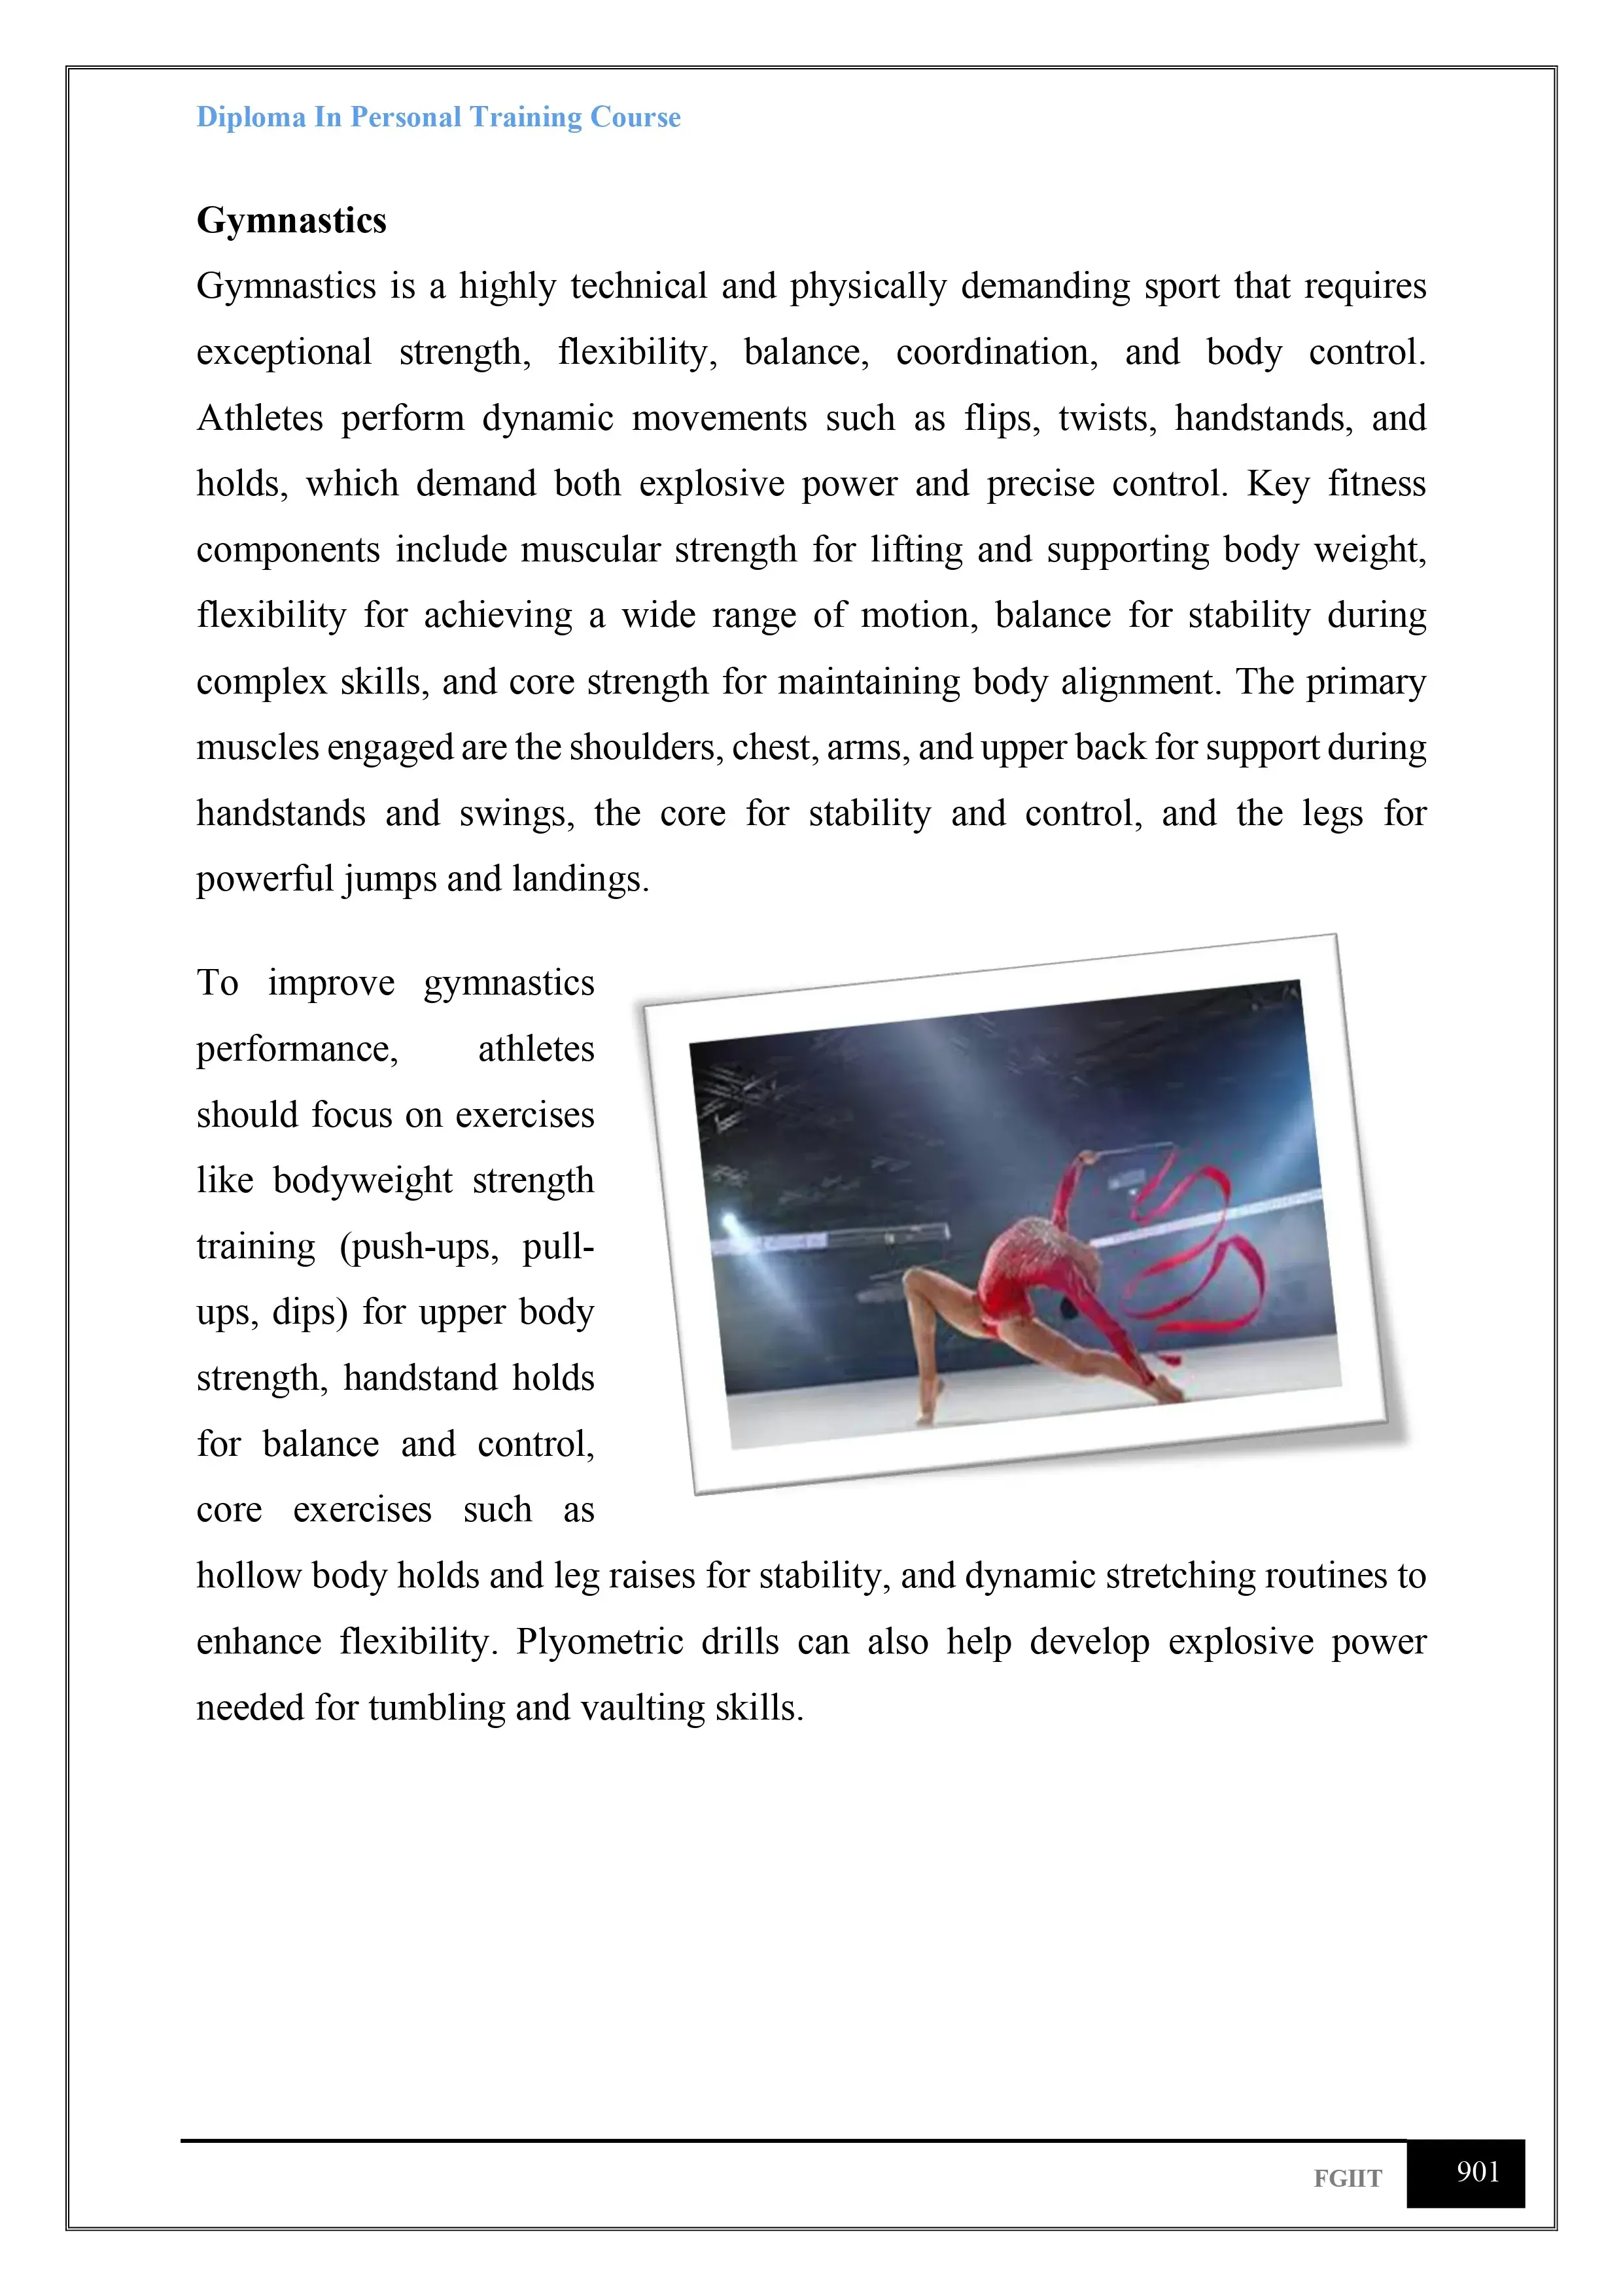 Diploma In Personal Training Course
Gymnastics
Gymnastics is a highly technical and physically demanding sport that requires
exceptional strength, flexibility, balance, coordination, and body control.
Athletes perform dynamic movements such as flips, twists, handstands, and
holds, which demand both explosive power and precise control. Key fitness
components include muscular strength for lifting and supporting body weight,
flexibility for achieving a wide range of motion, balance for stability during
complex skills, and core strength for maintaining body alignment. The primary
muscles engaged are the shoulders, chest, arms, and upper back for support during
handstands and swings, the core for stability and control, and the legs for
powerful jumps and landings.
To improve gymnastics
performance, athletes
should focus on exercises
like bodyweight strength
training (push-ups, pull-
ups, dips) for upper body
strength, handstand holds
for balance and control,
core exercises such as
hollow body holds and leg raises for stability, and dynamic stretching routines to
enhance flexibility. Plyometric drills can also help develop explosive power
needed for tumbling and vaulting skills.
FGIIT 901